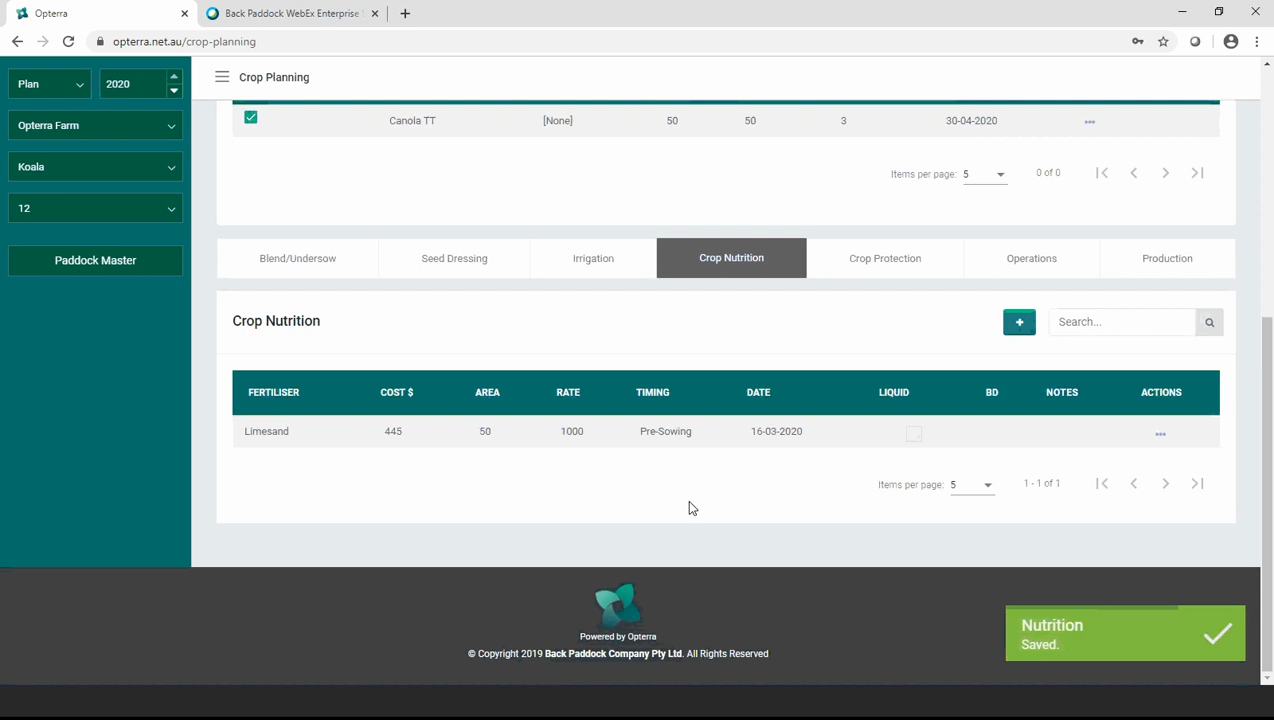 Opterra
Back Paddock WebEx Enterprise
opterra.net.au/crop-planning
Plan
2020
Opterra Farm
Koala
12
Paddock Master
Crop Planning
Canola TT [None] 50 50 3 30-04-2020
Items per page: 5 0 of 0
Blend/Undersow Seed Dressing Irrigation Crop Nutrition Crop Protection Operations Production
Crop Nutrition
+
Search...
FERTILISER COST $ AREA RATE TIMING DATE LIQUID BD NOTES ACTIONS
Limesand 445 50 1000 Pre-Sowing 16-03-2020
Items per page: 5 1 - 1 of 1
Powered by Opterra
© Copyright 2019 Back Paddock Company Pty Ltd. All Rights Reserved
Nutrition
Saved.